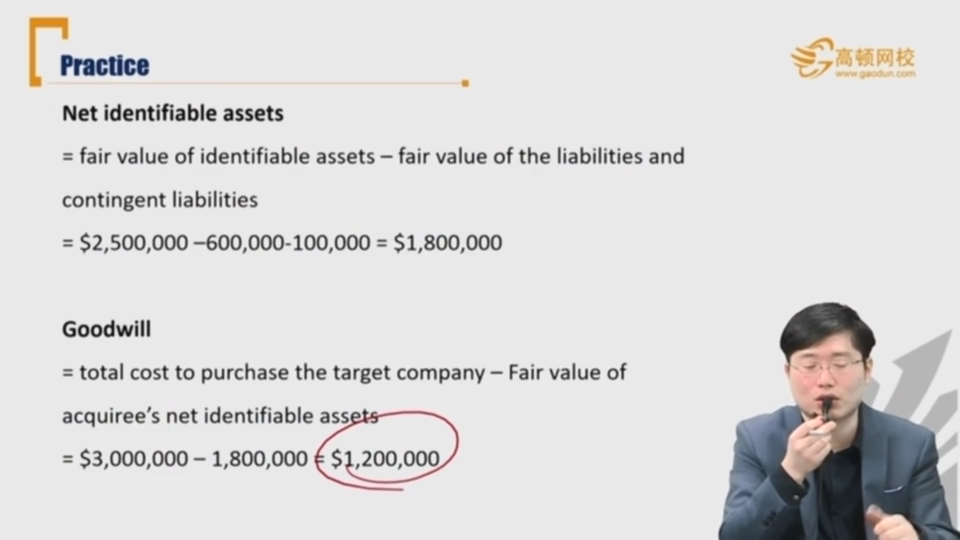 Practice
高顿网校
www.gaodun.com
Net identifiable assets
= fair value of identifiable assets – fair value of the liabilities and
contingent liabilities
= $2,500,000 –600,000-100,000 = $1,800,000
Goodwill
= total cost to purchase the target company – Fair value of
acquiree’s net identifiable assets
= $3,000,000 – 1,800,000 = $1,200,000